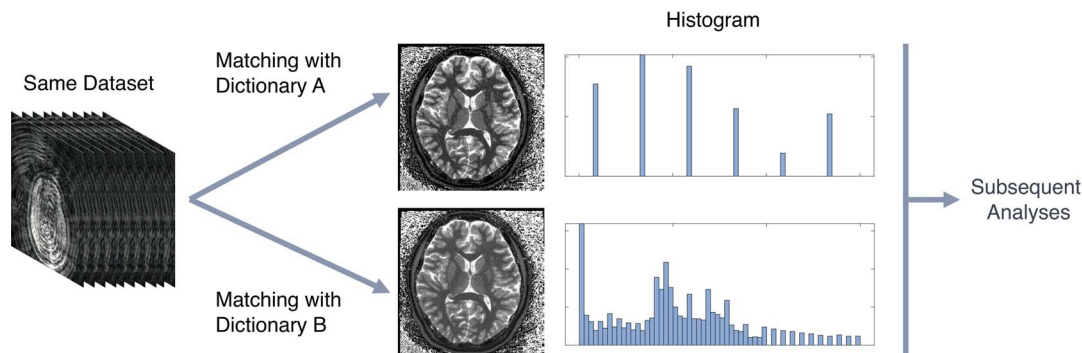 Histogram
Same Dataset
Matching with
Dictionary A
Matching with
Dictionary B
Subsequent
Analyses